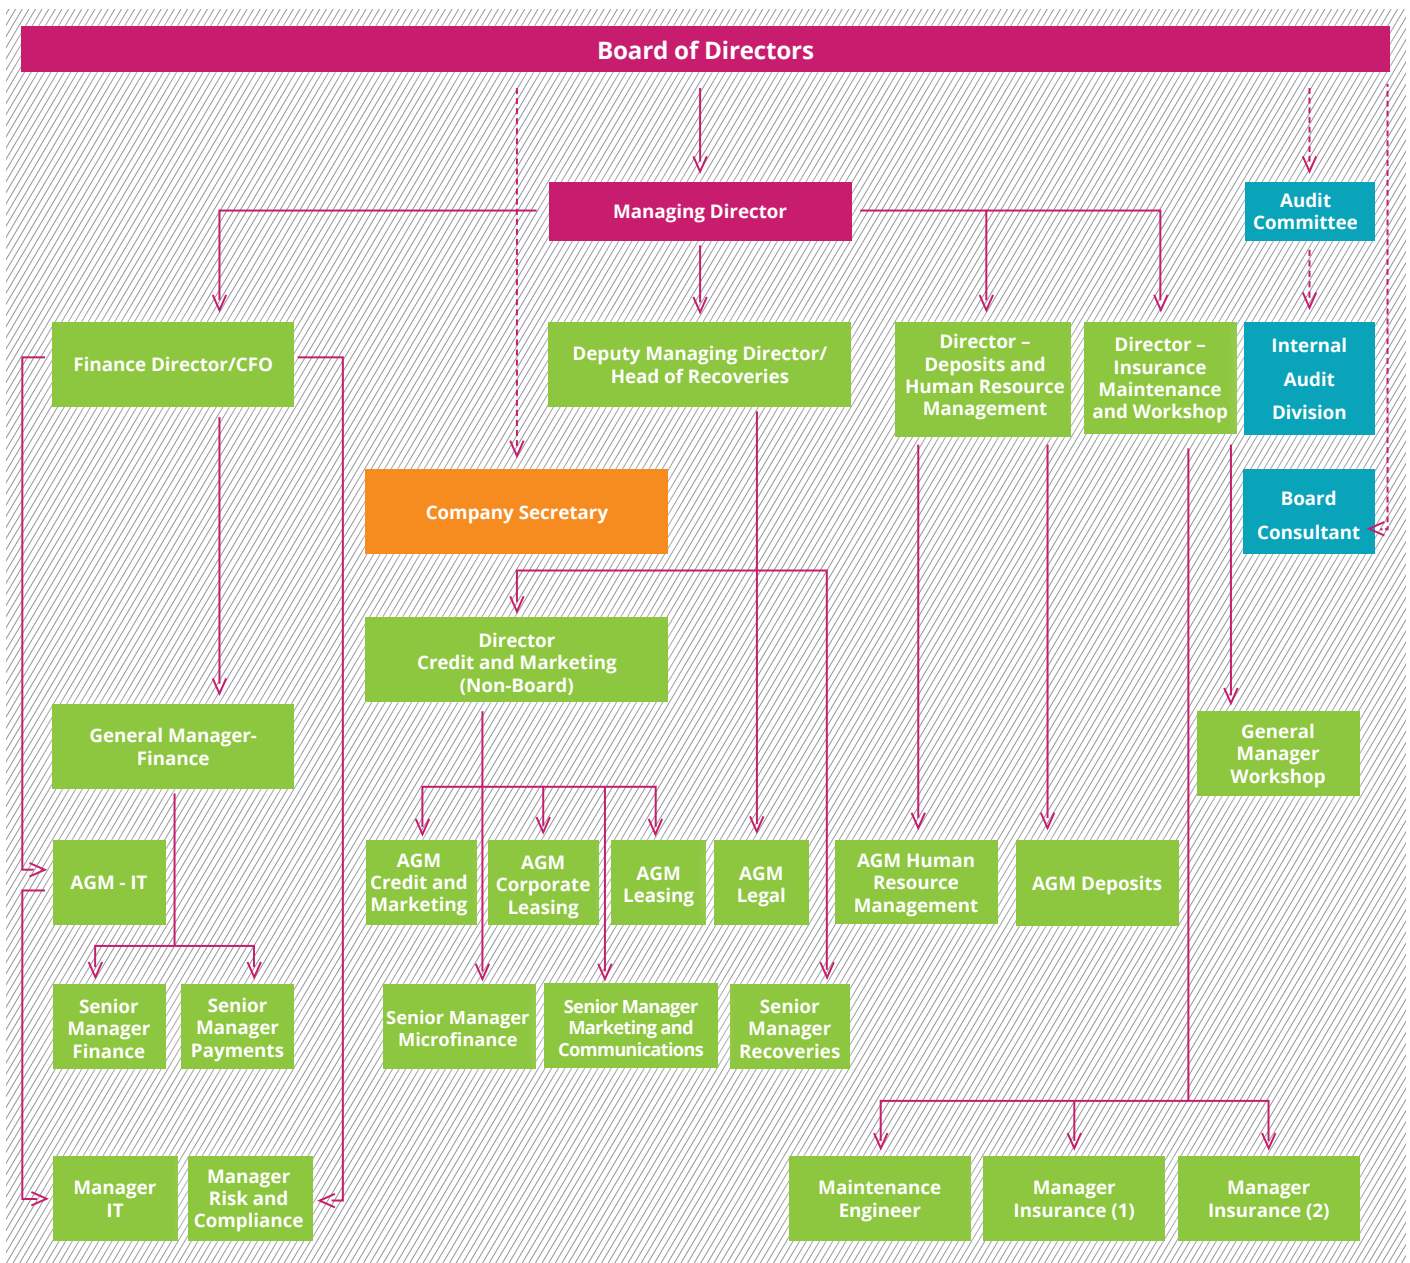 Board of Directors
Managing Director
Audit
Committee
Finance Director/CFO
Deputy Managing Director/
Head of Recoveries
Director –
Deposits and
Human Resource
Management
Director –
Insurance
Maintenance
and Workshop
Internal
Audit
Division
Company Secretary
Board
Consultant
Director
Credit and Marketing
(Non-Board)
General Manager-
Finance
General
Manager
Workshop
AGM - IT
AGM
Credit and
Marketing
AGM
Corporate
Leasing
AGM
Leasing
AGM
Legal
AGM Human
Resource
Management
AGM Deposits
Senior
Manager
Finance
Senior
Manager
Payments
Senior Manager
Microfinance
Senior Manager
Marketing and
Communications
Senior
Manager
Recoveries
Manager
IT
Manager
Risk and
Compliance
Maintenance
Engineer
Manager
Insurance (1)
Manager
Insurance (2)